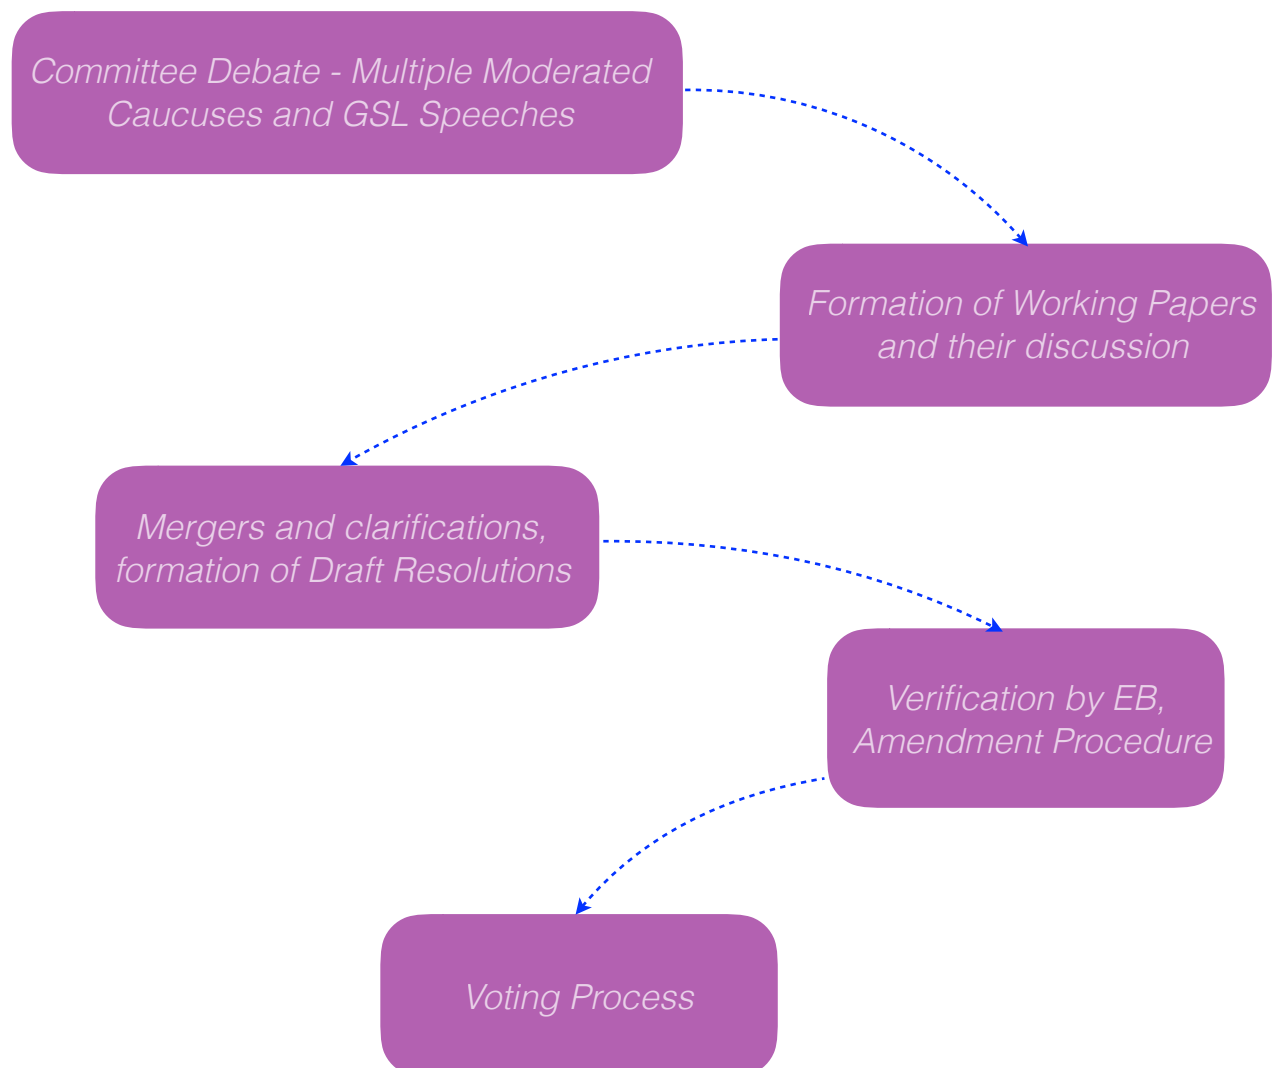 Committee Debate - Multiple Moderated
Caucuses and GSL Speeches
Formation of Working Papers
and their discussion
Mergers and clarifications,
formation of Draft Resolutions
Verification by EB,
Amendment Procedure
Voting Process